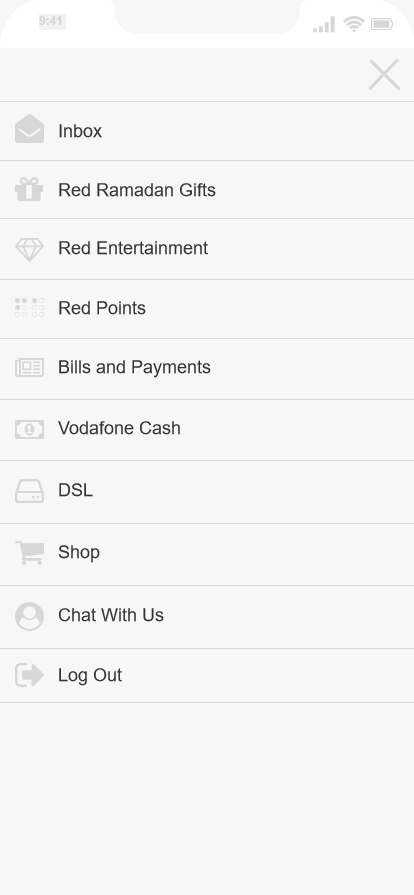 9:41
Inbox
Red Ramadan Gifts
Red Entertainment
Red Points
Bills and Payments
Vodafone Cash
DSL
Shop
Chat With Us
Log Out